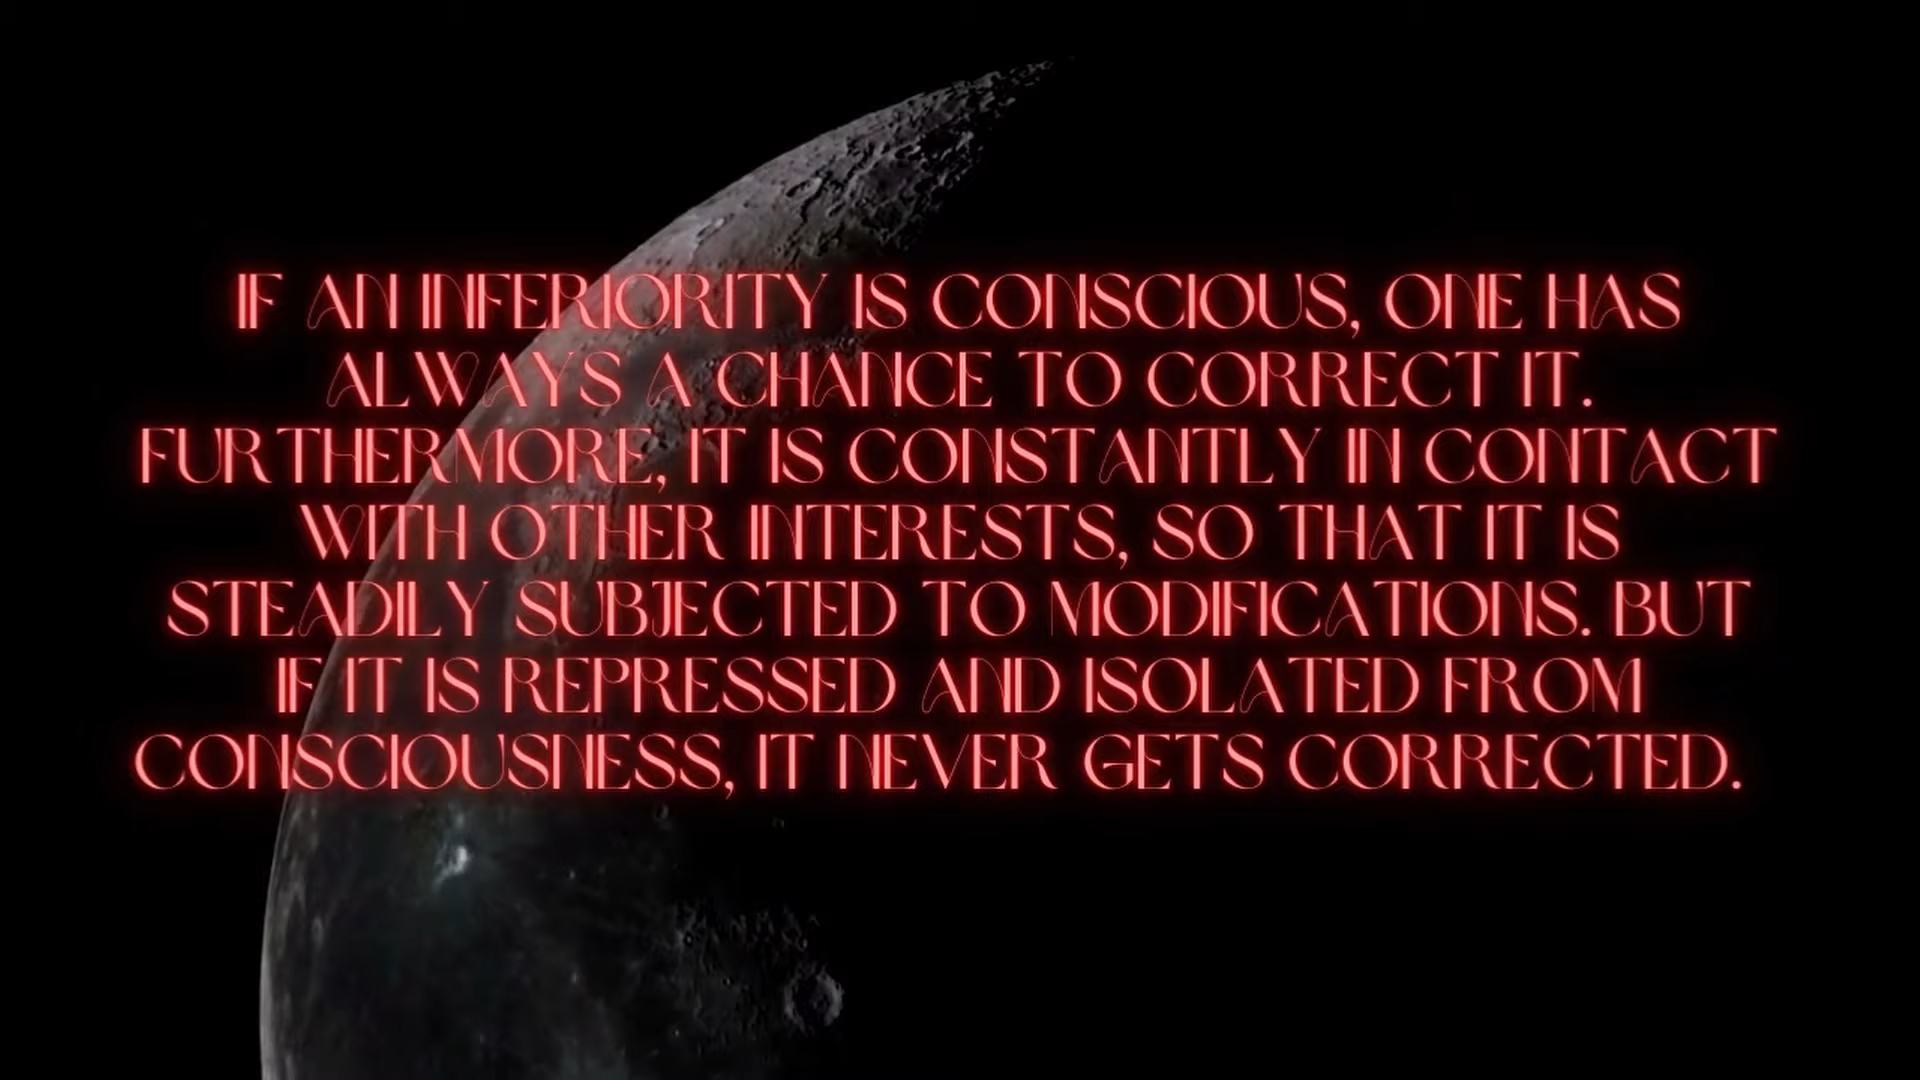 IF AN INFERIORITY IS CONSCIOUS, ONE HAS
ALWAYS A CHANCE TO CORRECT IT.
FURTHERMORE, IT IS CONSTANTLY IN CONTACT
WITH OTHER INTERESTS, SO THAT IT IS
STEADILY SUBJECTED TO MODIFICATIONS. BUT
IF IT IS REPRESSED AND ISOLATED FROM
CONSCIOUSNESS, IT NEVER GETS CORRECTED.